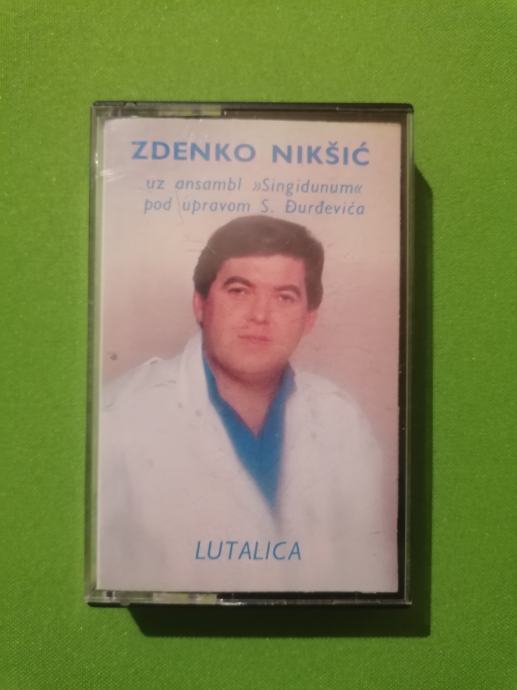 ZDENKO NIKŠIĆ
uz ansambl »Singidunum«
pod upravom S. Đurđevića
LUTALICA